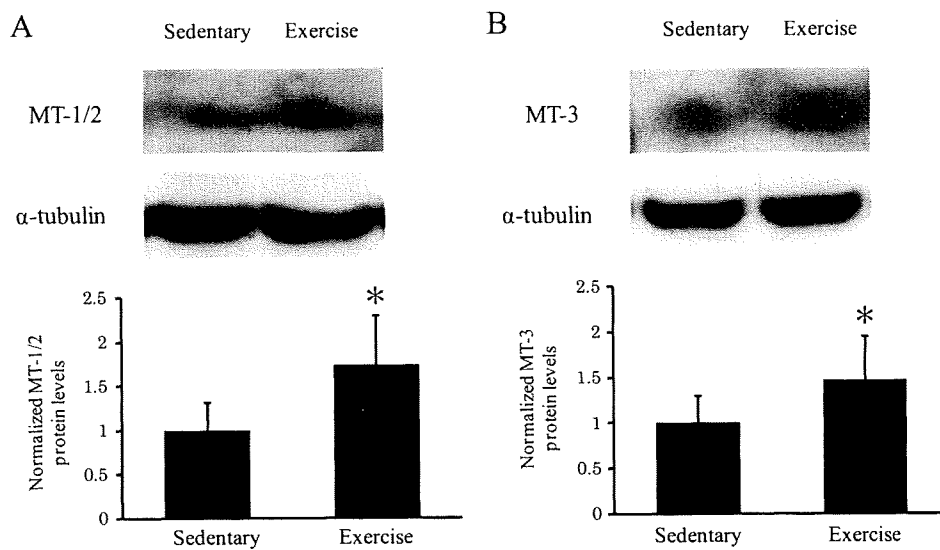 A
Sedentary Exercise
MT-1/2
α-tubulin
2.5
2
1.5
1
0.5
0
Normalized MT-1/2
protein levels
*
Sedentary Exercise
B
Sedentary Exercise
MT-3
α-tubulin
2.5
2
1.5
1
0.5
0
Normalized MT-3
protein levels
*
Sedentary Exercise